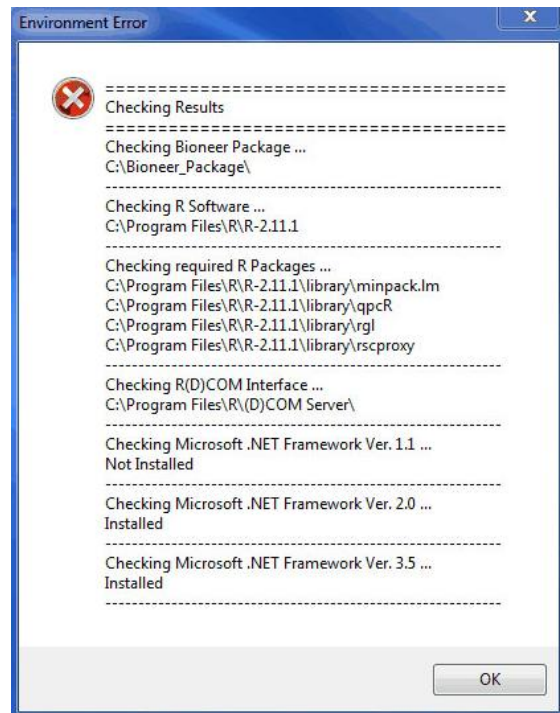 Environment Error
x
========================================
Checking Results
========================================
Checking Bioneer Package ...
C:\Bioneer_Package\
------------------------------------------------------------
Checking R Software ...
C:\Program Files\R\R-2.11.1
------------------------------------------------------------
Checking required R Packages ...
C:\Program Files\R\R-2.11.1\library\minpack.lm
C:\Program Files\R\R-2.11.1\library\qpcR
C:\Program Files\R\R-2.11.1\library\rgl
C:\Program Files\R\R-2.11.1\library\rscproxy
------------------------------------------------------------
Checking R(D)COM Interface ...
C:\Program Files\R\(D)COM Server\
------------------------------------------------------------
Checking Microsoft .NET Framework Ver. 1.1 ...
Not Installed
------------------------------------------------------------
Checking Microsoft .NET Framework Ver. 2.0 ...
Installed
------------------------------------------------------------
Checking Microsoft .NET Framework Ver. 3.5 ...
Installed
------------------------------------------------------------
OK